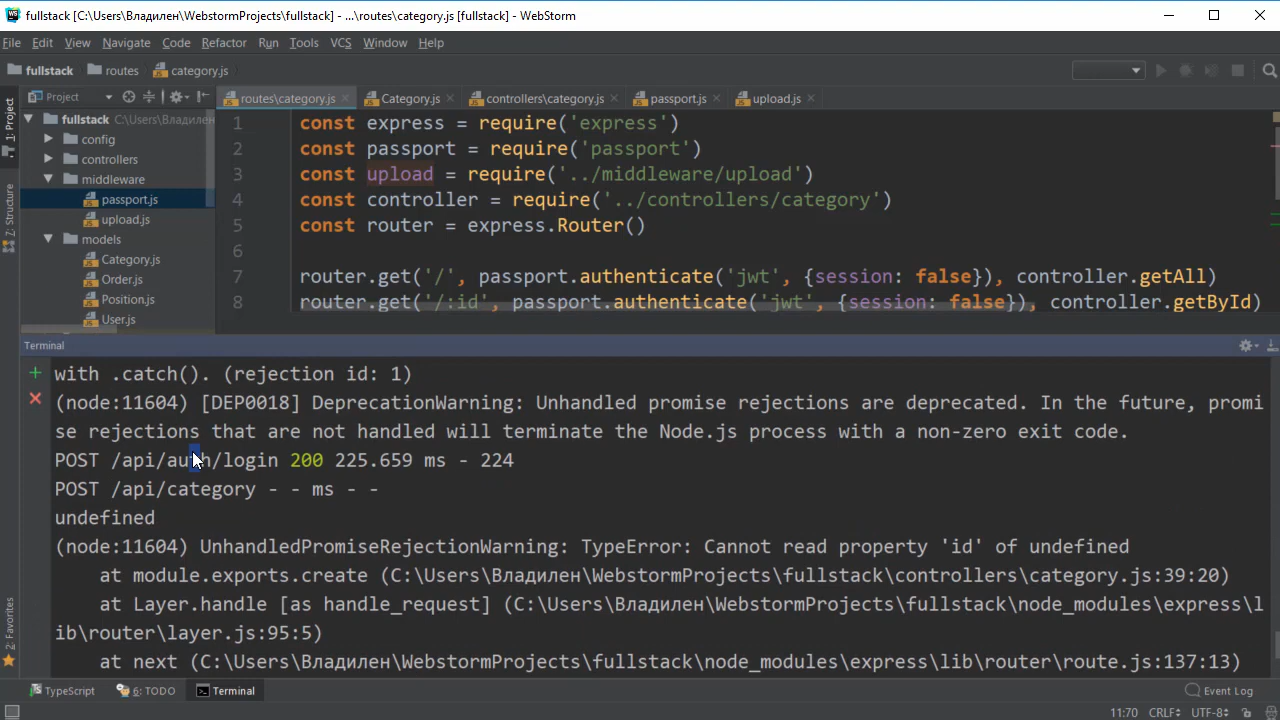 fullstack [C:\Users\Владилен\WebstormProjects\fullstack] - ...\routes\category.js [fullstack] - WebStorm
File Edit View Navigate Code Refactor Run Tools VCS Window Help
fullstack routes category.js
1: Project
Z: Structure
2: Favorites
Project
fullstack C:\Users\Владилен
config
controllers
middleware
passport.js
upload.js
models
Category.js
Order.js
Position.js
User.js
routes\category.js Category.js controllers\category.js passport.js upload.js
1 const express = require('express')
2 const passport = require('passport')
3 const upload = require('../middleware/upload')
4 const controller = require('../controllers/category')
5 const router = express.Router()
6
7 router.get('/', passport.authenticate('jwt', {session: false}), controller.getAll)
8 router.get('/:id', passport.authenticate('jwt', {session: false}), controller.getById)
Terminal
with .catch(). (rejection id: 1)
(node:11604) [DEP0018] DeprecationWarning: Unhandled promise rejections are deprecated. In the future, promi
se rejections that are not handled will terminate the Node.js process with a non-zero exit code.
POST /api/auth/login 200 225.659 ms - 224
POST /api/category - - ms - -
undefined
(node:11604) UnhandledPromiseRejectionWarning: TypeError: Cannot read property 'id' of undefined
at module.exports.create (C:\Users\Владилен\WebstormProjects\fullstack\controllers\category.js:39:20)
at Layer.handle [as handle_request] (C:\Users\Владилен\WebstormProjects\fullstack\node_modules\express\l
ib\router\layer.js:95:5)
at next (C:\Users\Владилен\WebstormProjects\fullstack\node_modules\express\lib\router\route.js:137:13)
TypeScript 6: TODO Terminal Event Log
11:70 CRLF UTF-8